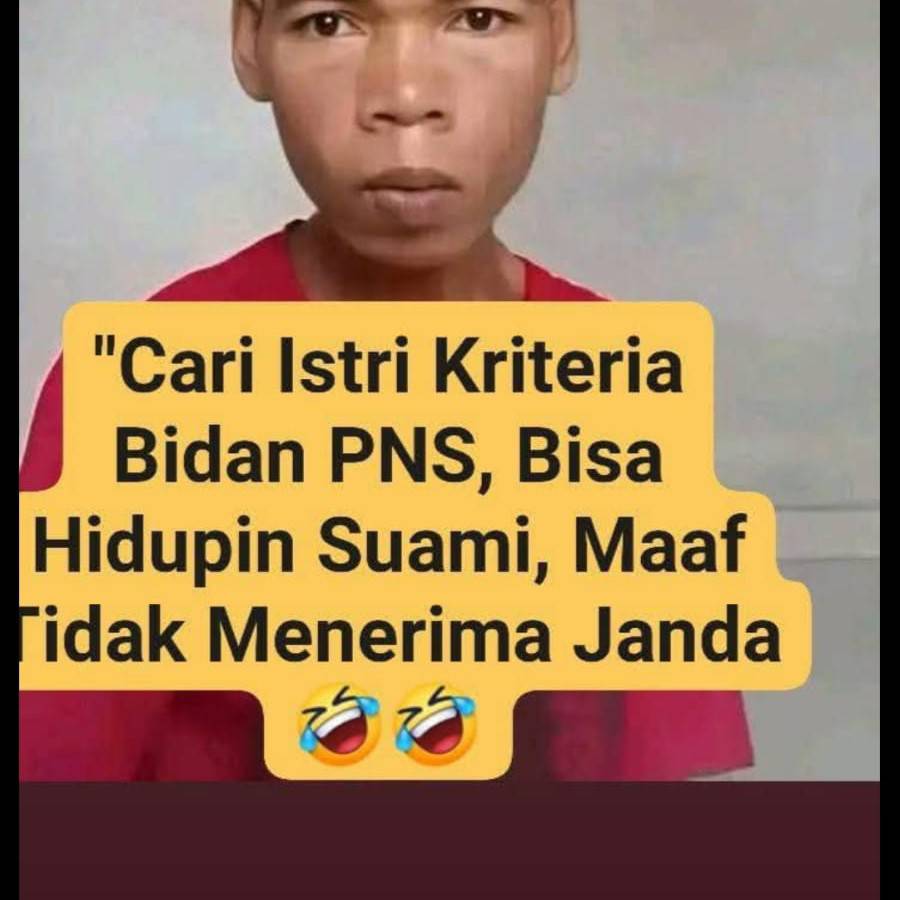 "Cari Istri Kriteria
Bidan PNS, Bisa
Hidupin Suami, Maaf
Tidak Menerima Janda
🤣🤣